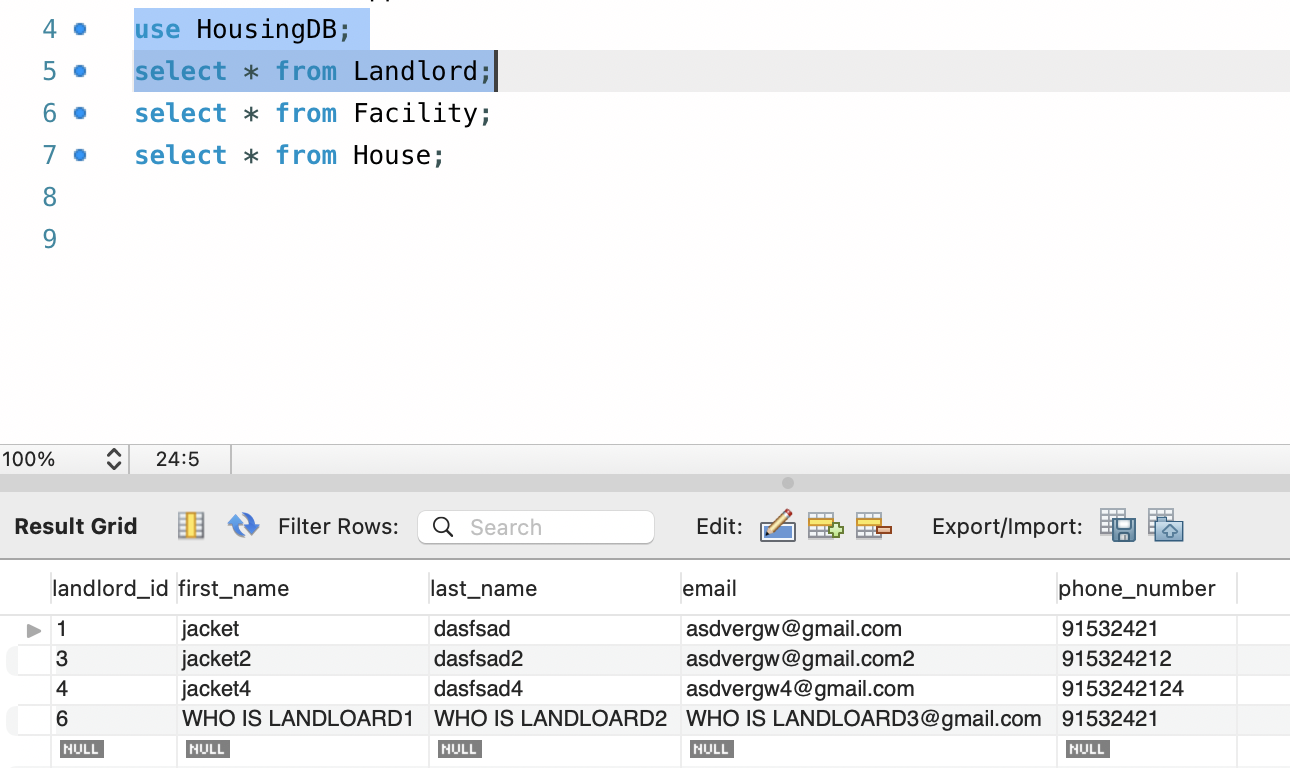 4 use HousingDB;
5 select * from Landlord;
6 select * from Facility;
7 select * from House;
8
9
100% 24:5
Result Grid Filter Rows: Search Edit: Export/Import:
landlord_id first_name last_name email phone_number
1 jacket dasfsad asdvergw@gmail.com 91532421
3 jacket2 dasfsad2 asdvergw@gmail.com2 915324212
4 jacket4 dasfsad4 asdvergw4@gmail.com 9153242124
6 WHO IS LANDLOARD1 WHO IS LANDLOARD2 WHO IS LANDLOARD3@gmail.com 91532421
NULL NULL NULL NULL NULL